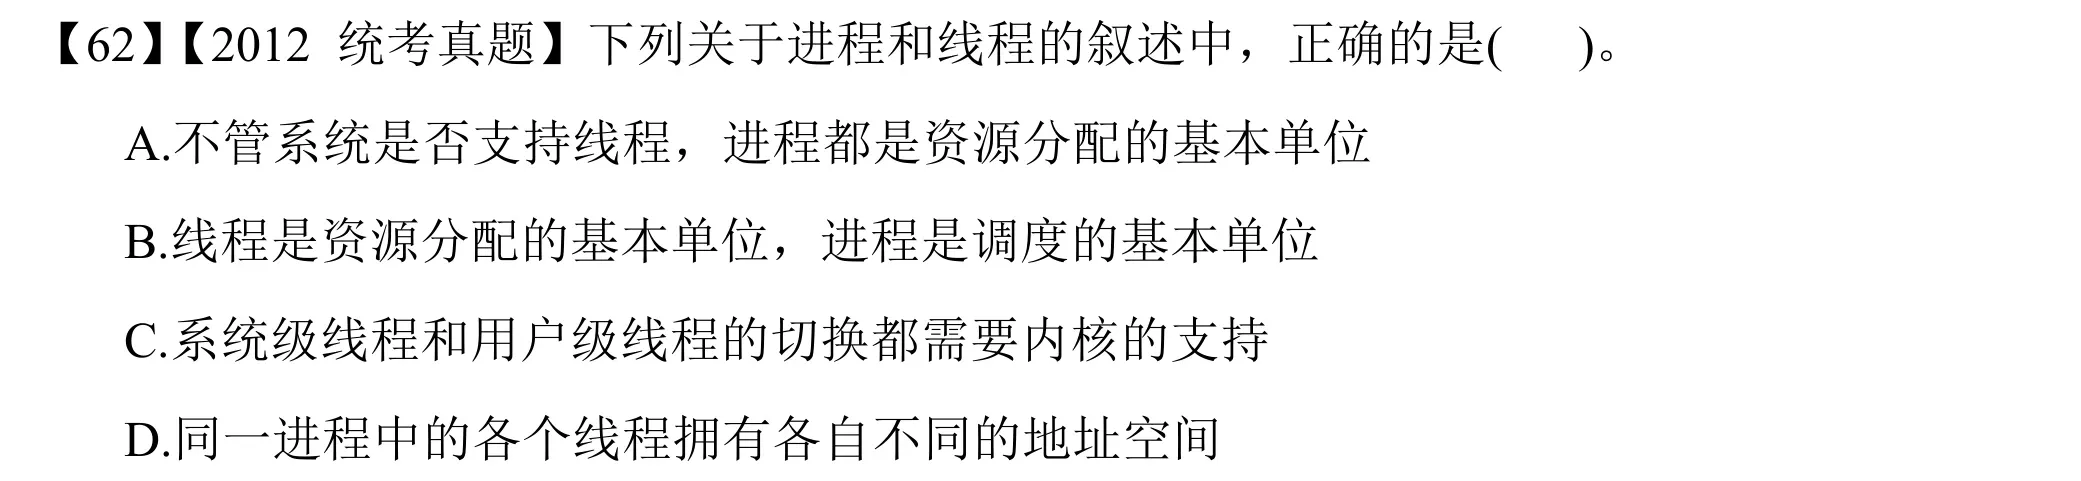 【62】【2012 统考真题】下列关于进程和线程的叙述中，正确的是(  )。
A.不管系统是否支持线程，进程都是资源分配的基本单位
B.线程是资源分配的基本单位，进程是调度的基本单位
C.系统级线程和用户级线程的切换都需要内核的支持
D.同一进程中的各个线程拥有各自不同的地址空间